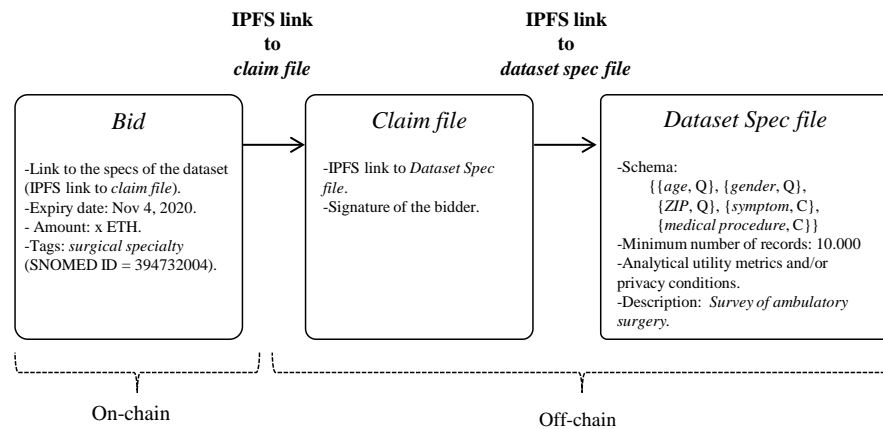 IPFS link
to
claim file
IPFS link
to
dataset spec file
Bid
-Link to the specs of the dataset
(IPFS link to claim file).
-Expiry date: Nov 4, 2020.
- Amount: x ETH.
-Tags: surgical specialty
(SNOMED ID = 394732004).
Claim file
-IPFS link to Dataset Spec
file.
-Signature of the bidder.
Dataset Spec file
-Schema:
{{age, Q}, {gender, Q},
{ZIP, Q}, {symptom, C},
{medical procedure, C}}
-Minimum number of records: 10.000
-Analytical utility metrics and/or
privacy conditions.
-Description: Survey of ambulatory
surgery.
On-chain
Off-chain